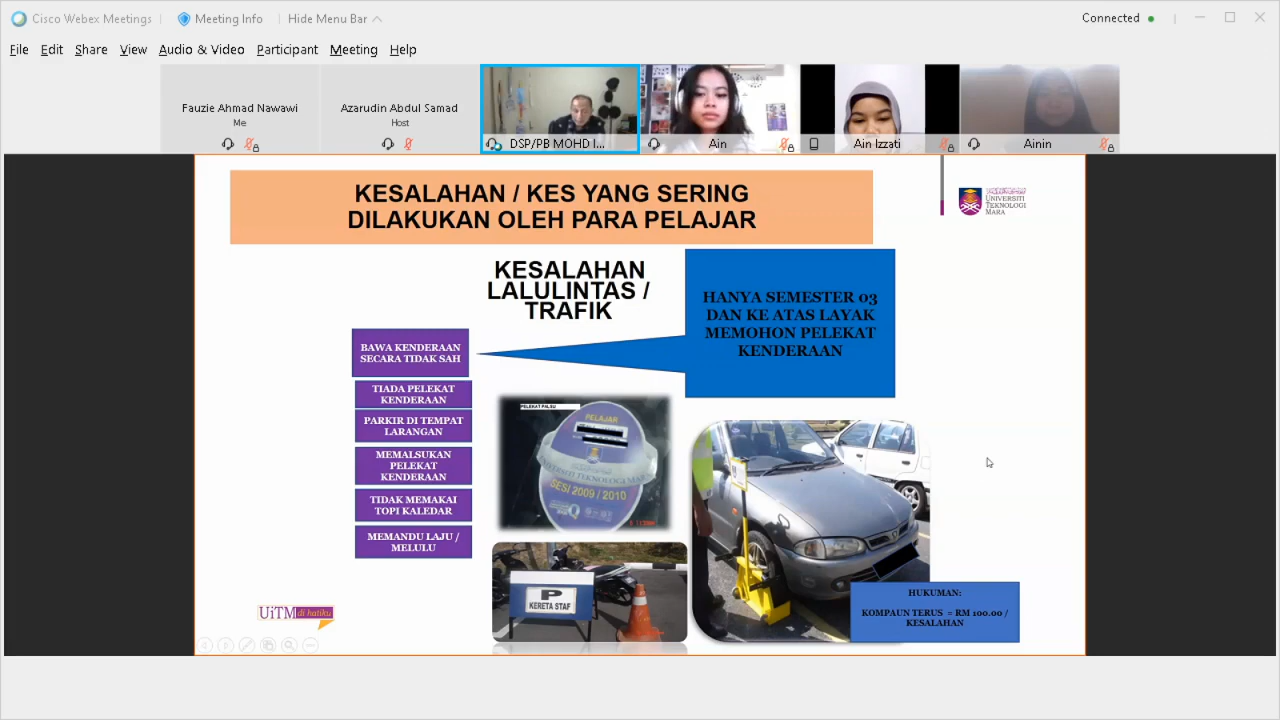 Cisco Webex Meetings
Meeting Info
Hide Menu Bar
Connected
File Edit Share View Audio & Video Participant Meeting Help
Fauzie Ahmad Nawawi
Me
Azarudin Abdul Samad
Host
DSP/PB MOHD I...
Ain
Ain Izzati
Ainin
KESALAHAN / KES YANG SERING
DILAKUKAN OLEH PARA PELAJAR
UNIVERSITI
TEKNOLOGI
MARA
KESALAHAN
LALULINTAS /
TRAFIK
HANYA SEMESTER 03
DAN KE ATAS LAYAK
MEMOHON PELEKAT
KENDERAAN
BAWA KENDERAAN
SECARA TIDAK SAH
TIADA PELEKAT
KENDERAAN
PARKIR DI TEMPAT
LARANGAN
MEMALSUKAN
PELEKAT
KENDERAAN
TIDAK MEMAKAI
TOPI KALEDAR
MEMANDU LAJU /
MELULU
PELEKAT PALSU
PELAJAR
UNIVERSITI TEKNOLOGI MARA
SESI 2009 / 2010
P
KERETA STAF
HUKUMAN:
KOMPAUN TERUS = RM 100.00 /
KESALAHAN
UiTM di hatiku